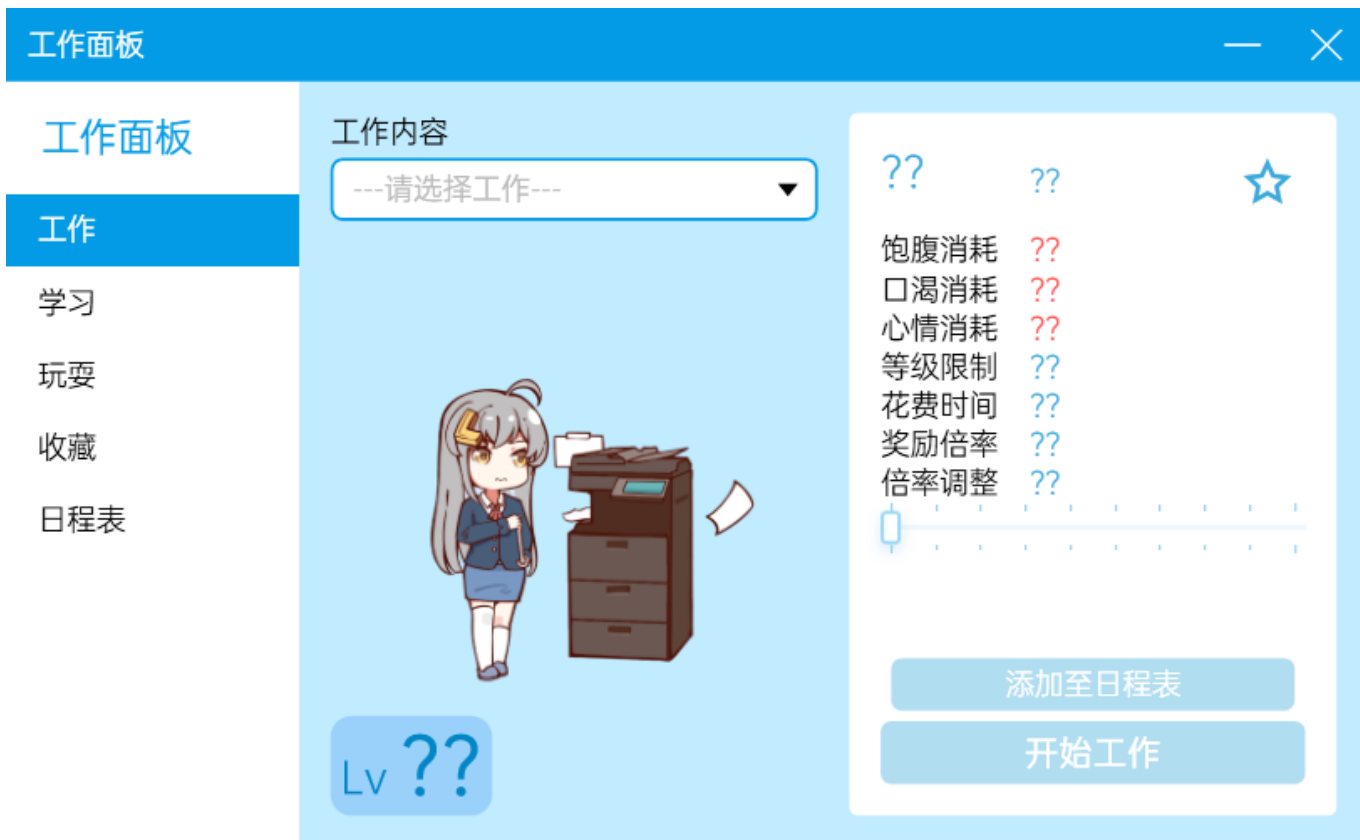 工作面板
工作面板
工作
学习
玩耍
收藏
日程表
工作内容
---请选择工作---
Lv ??
?? ??
饱腹消耗 ??
口渴消耗 ??
心情消耗 ??
等级限制 ??
花费时间 ??
奖励倍率 ??
倍率调整 ??
添加至日程表
开始工作